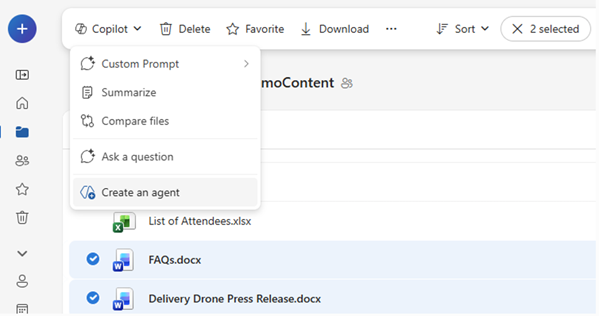 Copilot
Delete
Favorite
Download
Sort
2 selected
Custom Prompt
Summarize
Compare files
Ask a question
Create an agent
moContent
List of Attendees.xlsx
FAQs.docx
Delivery Drone Press Release.docx